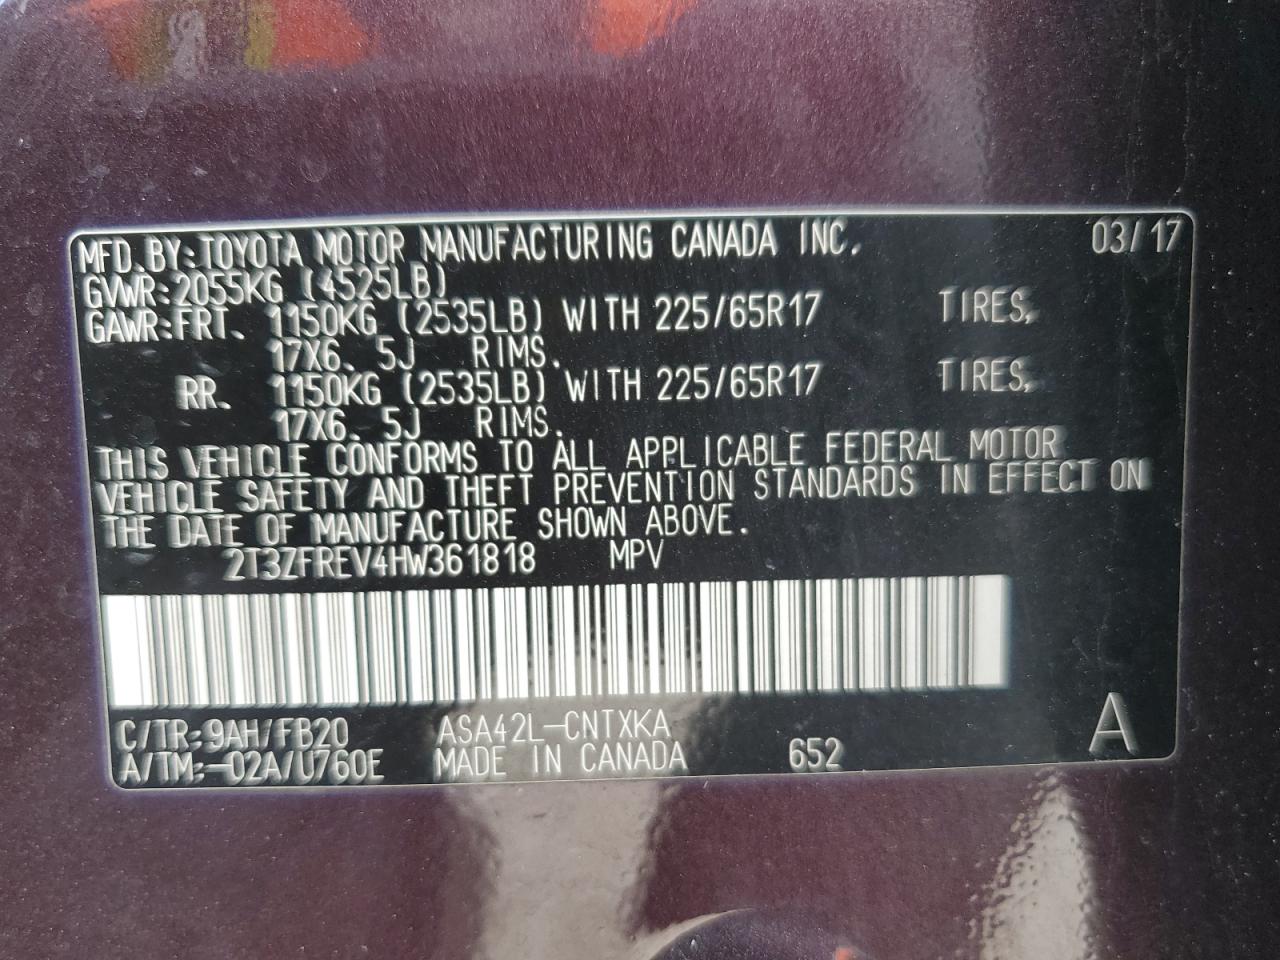 MFD.BY:TOYOTA MOTOR MANUFACTURING CANADA INC. 03/17
GVWR:2055KG (4525LB)
GAWR:FRT. 1150KG (2535LB) WITH 225/65R17 TIRES,
17X6. 5J RIMS.
RR. 1150KG (2535LB) WITH 225/65R17 TIRES,
17X6. 5J RIMS.
THIS VEHICLE CONFORMS TO ALL APPLICABLE FEDERAL MOTOR
VEHICLE SAFETY AND THEFT PREVENTION STANDARDS IN EFFECT ON
THE DATE OF MANUFACTURE SHOWN ABOVE.
2T3ZFREV4HW361818 MPV
C/TR:9AH/FB20 ASA42L-CNTXKA
A/TM:-02A/U760E MADE IN CANADA 652 A